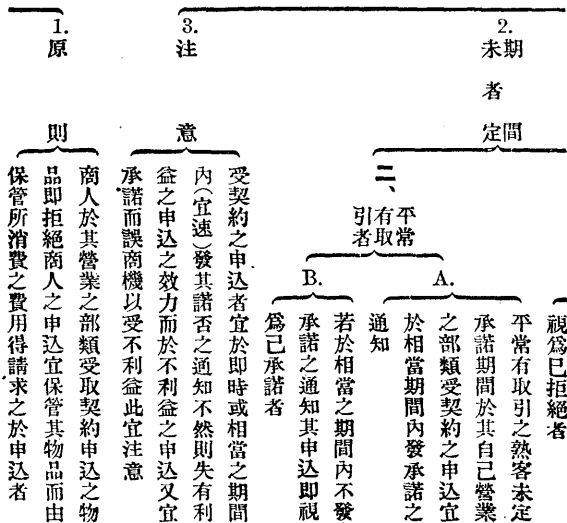 視爲已拒絕者
2.
期間
未定
者
二、
平常
有取
引者
A.
平常有取引之熟客未定
承諾期間於其自己營業
之部類受契約之申込宜
於相當期間內發承諾之
通知
B.
若於相當之期間內不發
承諾之通知其申込即視
爲已承諾者
3.
注意
受契約之申込者宜於即時或相當之期間
內(宜速)發其諾否之通知不然則失有利
益之申込之效力而於不利益之申込又宜
承諾而誤商機以受不利益此宜注意
1.
原則
商人於其營業之部類受取契約申込之物
品即拒絕商人之申込宜保管其物品而由
保管所消費之費用得請求之於申込者